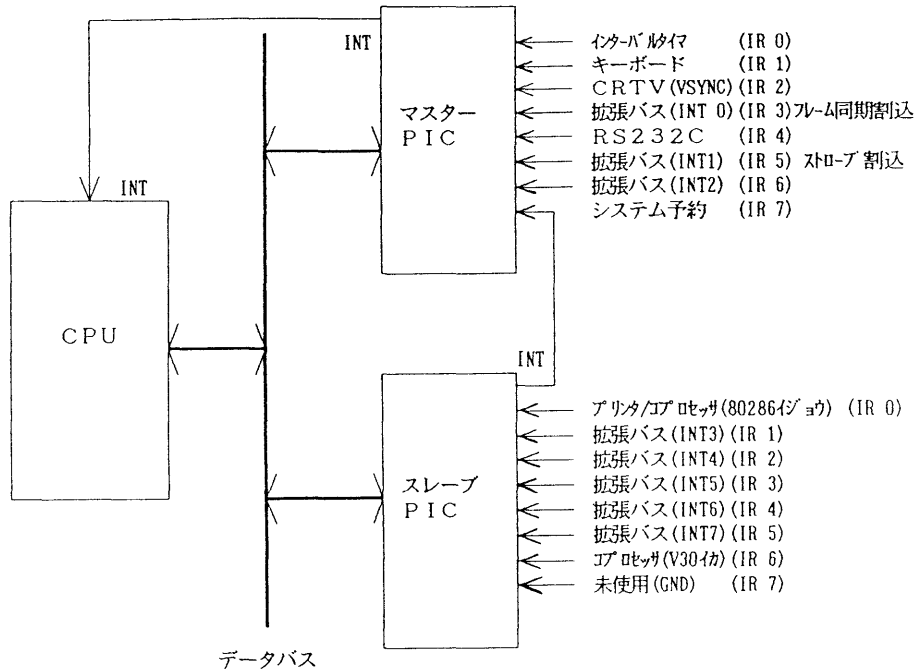 INT
インターバルタイマ (IR 0)
キーボード (IR 1)
CRTV(VSYNC)(IR 2)
拡張バス(INT 0)(IR 3)フレーム同期割込
RS232C (IR 4)
拡張バス(INT1) (IR 5) ストローブ割込
拡張バス(INT2) (IR 6)
システム予約 (IR 7)
マスター
PIC
INT
CPU
INT
プリンタ/コプロセッサ(80286イジョウ) (IR 0)
拡張バス(INT3)(IR 1)
拡張バス(INT4)(IR 2)
拡張バス(INT5)(IR 3)
拡張バス(INT6)(IR 4)
拡張バス(INT7)(IR 5)
コプロセッサ(V30イカ)(IR 6)
未使用(GND) (IR 7)
スレーブ
PIC
データバス